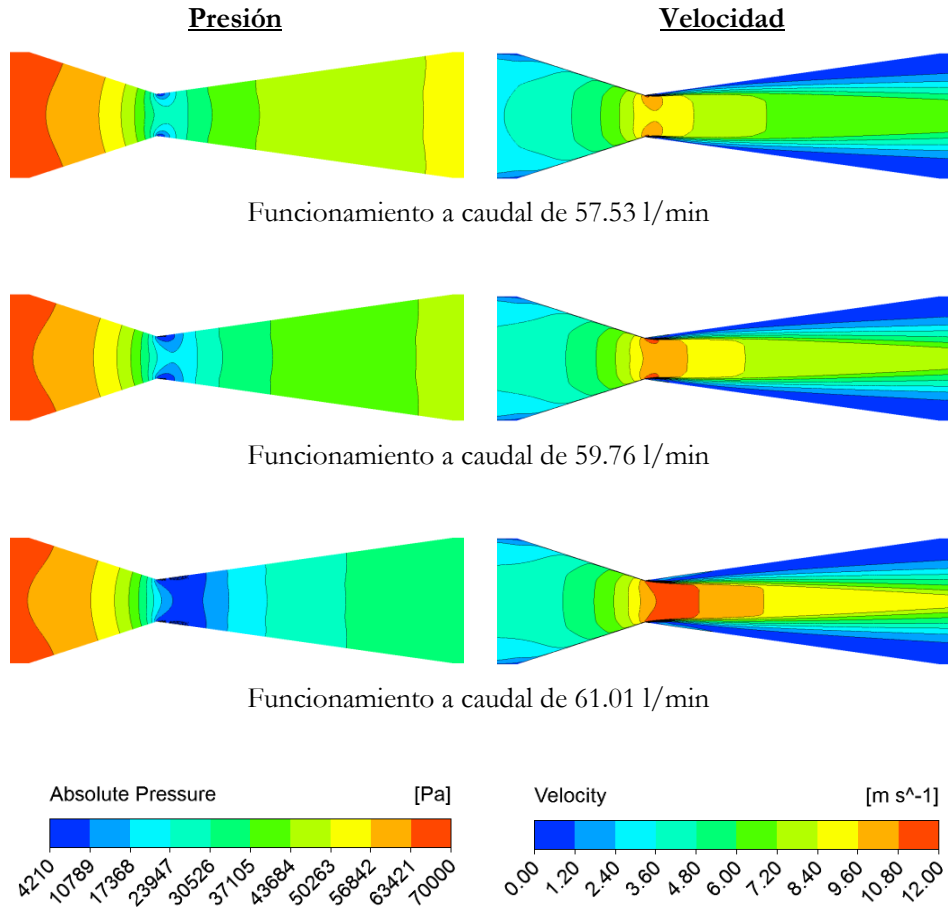 Presión
Velocidad
Funcionamiento a caudal de 57.53 l/min
Funcionamiento a caudal de 59.76 l/min
Funcionamiento a caudal de 61.01 l/min
Absolute Pressure [Pa]
4210 10789 17368 23947 30526 37105 43684 50263 56842 63421 70000
Velocity [m s^-1]
0.00 1.20 2.40 3.60 4.80 6.00 7.20 8.40 9.60 10.80 12.00